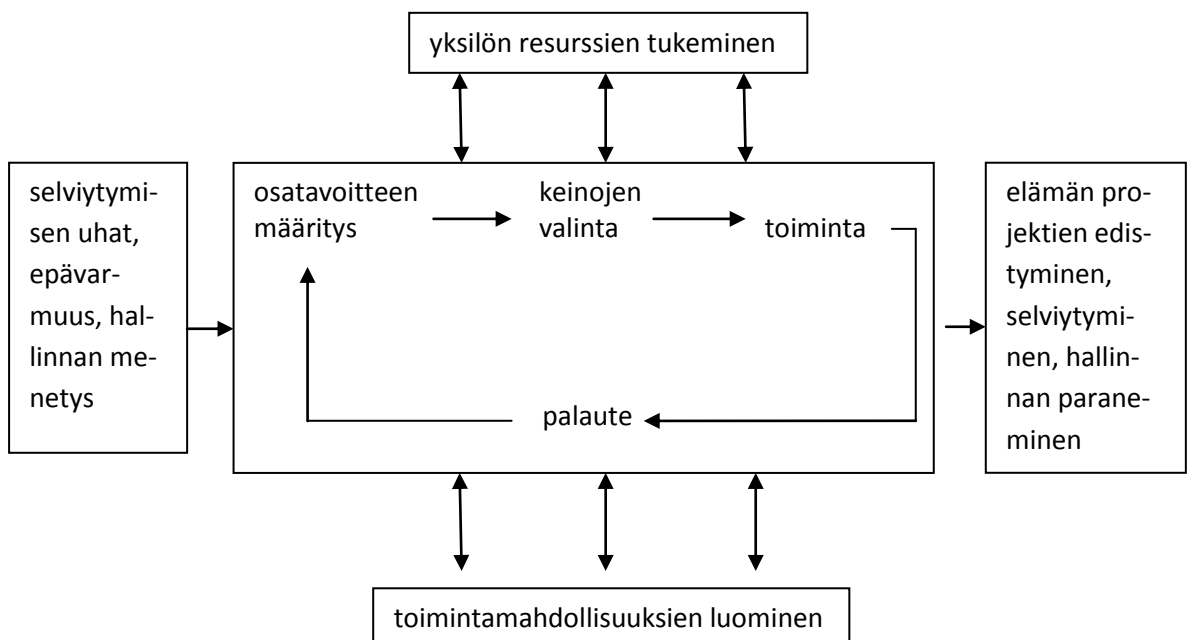 yksilön resurssien tukeminen
selviytymi-
sen uhat,
epävar-
muus, hal-
linnan me-
netys
osatavoitteen
määritys
keinojen
valinta
toiminta
palaute
elämän pro-
jektien edis-
tyminen,
selviytymi-
nen, hallin-
nan parane-
minen
toimintamahdollisuuksien luominen